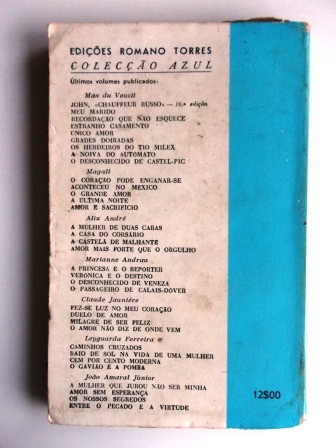 EDIÇÕES ROMANO TORRES
COLECÇÃO AZUL
Últimos volumes publicados:
Max du Veuzit
JOHN, «CHAUFFEUR RUSSO» — 16.ª edição
MEU MARIDO
RECORDAÇÃO QUE NÃO ESQUECE
ESTRANHO CASAMENTO
UNICO AMOR
GRADES DOIRADAS
OS HERDEIROS DO TIO MILEX
A NOIVA DO AUTOMATO
O DESCONHECIDO DE CASTEL-PIC
Magali
O CORAÇÃO PODE ENGANAR-SE
ACONTECEU NO MEXICO
O GRANDE AMOR
A ULTIMA NOITE
AMOR E SACRIFICIO
Alix André
A MULHER DE DUAS CARAS
A CASA DO CORSÁRIO
A CASTELÃ DE MALHANTE
AMOR MAIS FORTE QUE O ORGULHO
Marianne Andrau
A PRINCESA E O REPORTER
VERONICA E O DESTINO
O DESCONHECIDO DE VENEZA
O PASSAGEIRO DE CALAIS-DOVER
Claude Jaunière
FEZ-SE LUZ NO MEU CORAÇÃO
DUELO DE AMOR
MILAGRE DE SER FELIZ
O AMOR NÃO DIZ DE ONDE VEM
Leyguarda Ferreira
CAMINHOS CRUZADOS
RAIO DE SOL NA VIDA DE UMA MULHER
CEM POR CENTO MODERNA
O GAVIÃO E A POMBA
João Amaral Júnior
A MULHER QUE JUROU NÃO SER MINHA
AMOR SEM ESPERANÇA
OS NOSSOS SEGREDOS
ENTRE O PECADO E A VIRTUDE
12$00